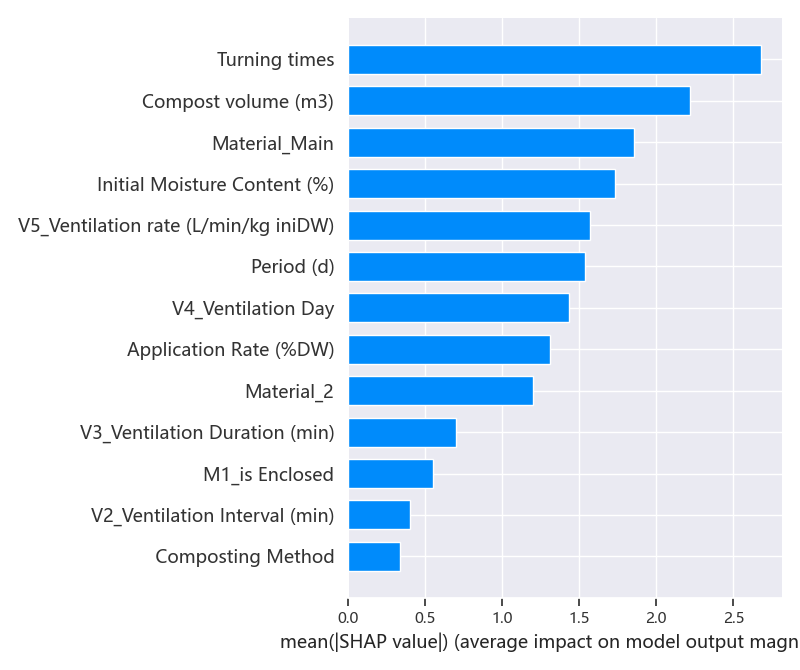 Turning times
Compost volume (m3)
Material_Main
Initial Moisture Content (%)
V5_Ventilation rate (L/min/kg iniDW)
Period (d)
V4_Ventilation Day
Application Rate (%DW)
Material_2
V3_Ventilation Duration (min)
M1_is Enclosed
V2_Ventilation Interval (min)
Composting Method
0.0 0.5 1.0 1.5 2.0 2.5
mean(|SHAP value|) (average impact on model output magn